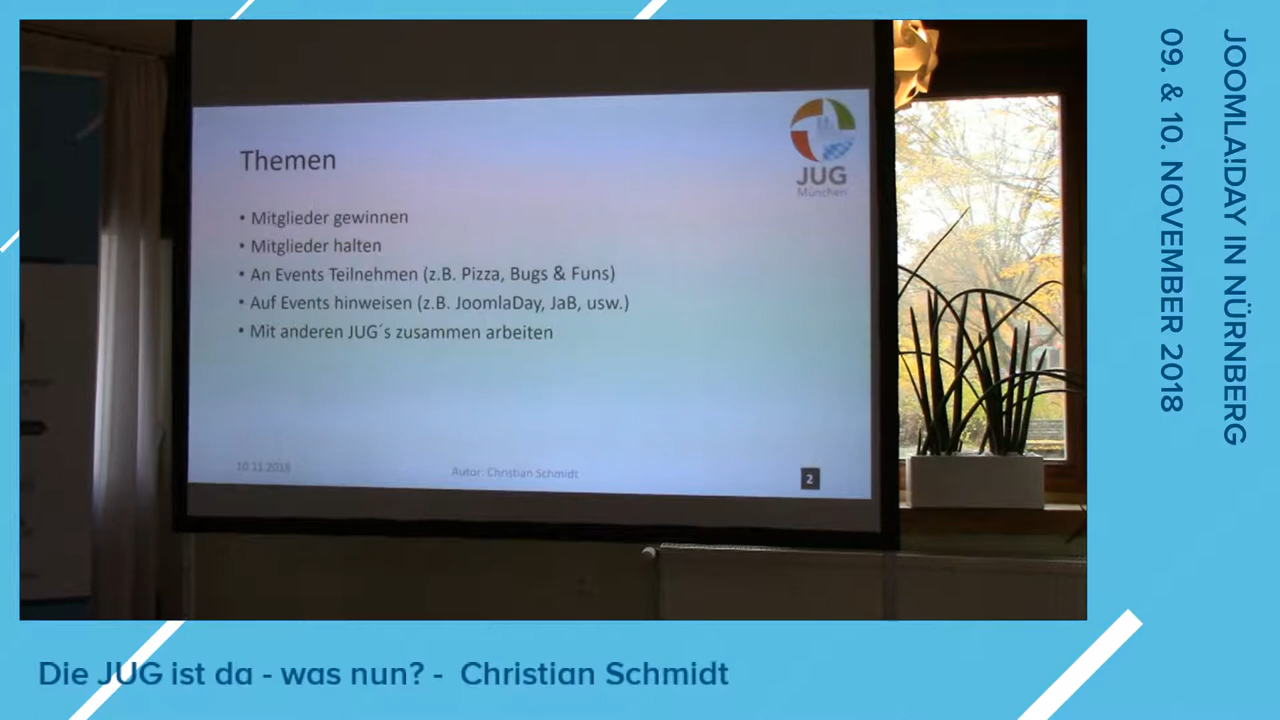 Themen
• Mitglieder gewinnen
• Mitglieder halten
• An Events Teilnehmen (z.B. Pizza, Bugs & Funs)
• Auf Events hinweisen (z.B. JoomlaDay, JaB, usw.)
• Mit anderen JUG´s zusammen arbeiten
10.11.2018
Autor: Christian Schmidt
2
JUG
München
JOOMLA!DAY IN NÜRNBERG
09. & 10. NOVEMBER 2018
Die JUG ist da - was nun? - Christian Schmidt